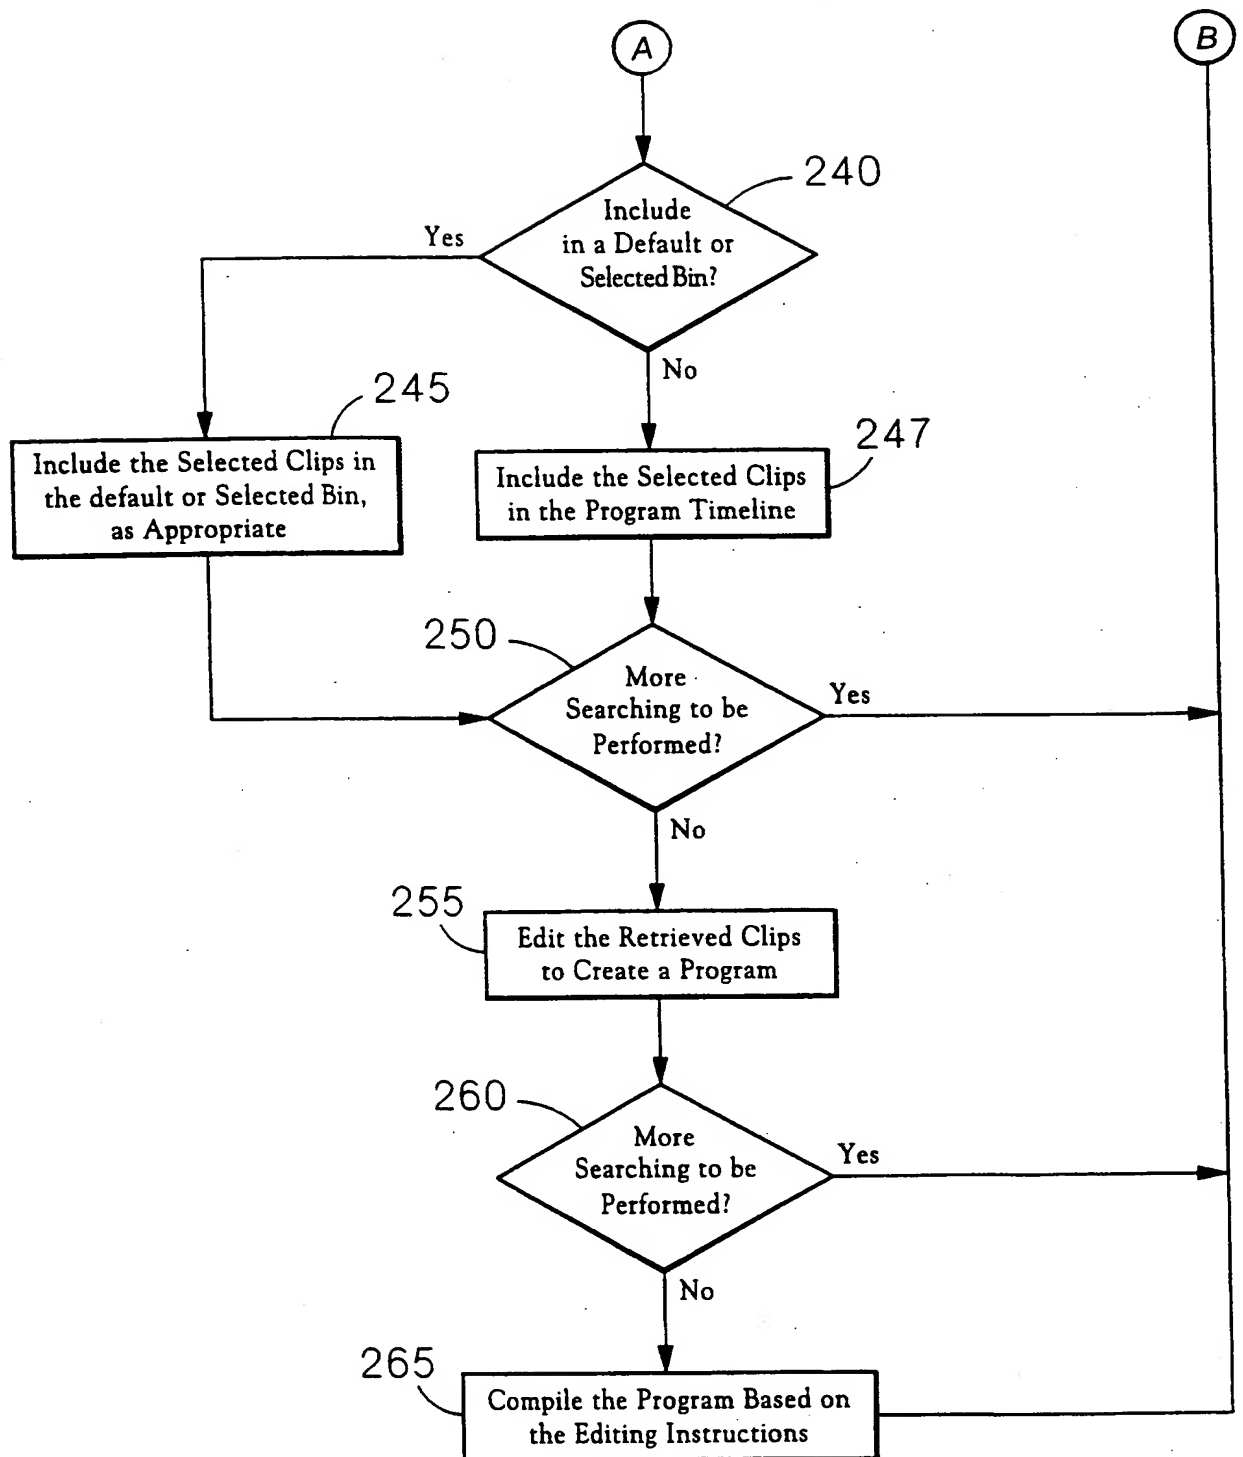 A
B
240
Include
in a Default or
Selected Bin?
Yes
No
245
Include the Selected Clips in
the default or Selected Bin,
as Appropriate
247
Include the Selected Clips
in the Program Timeline
250
More
Searching to be
Performed?
Yes
No
255
Edit the Retrieved Clips
to Create a Program
260
More
Searching to be
Performed?
Yes
No
265
Compile the Program Based on
the Editing Instructions